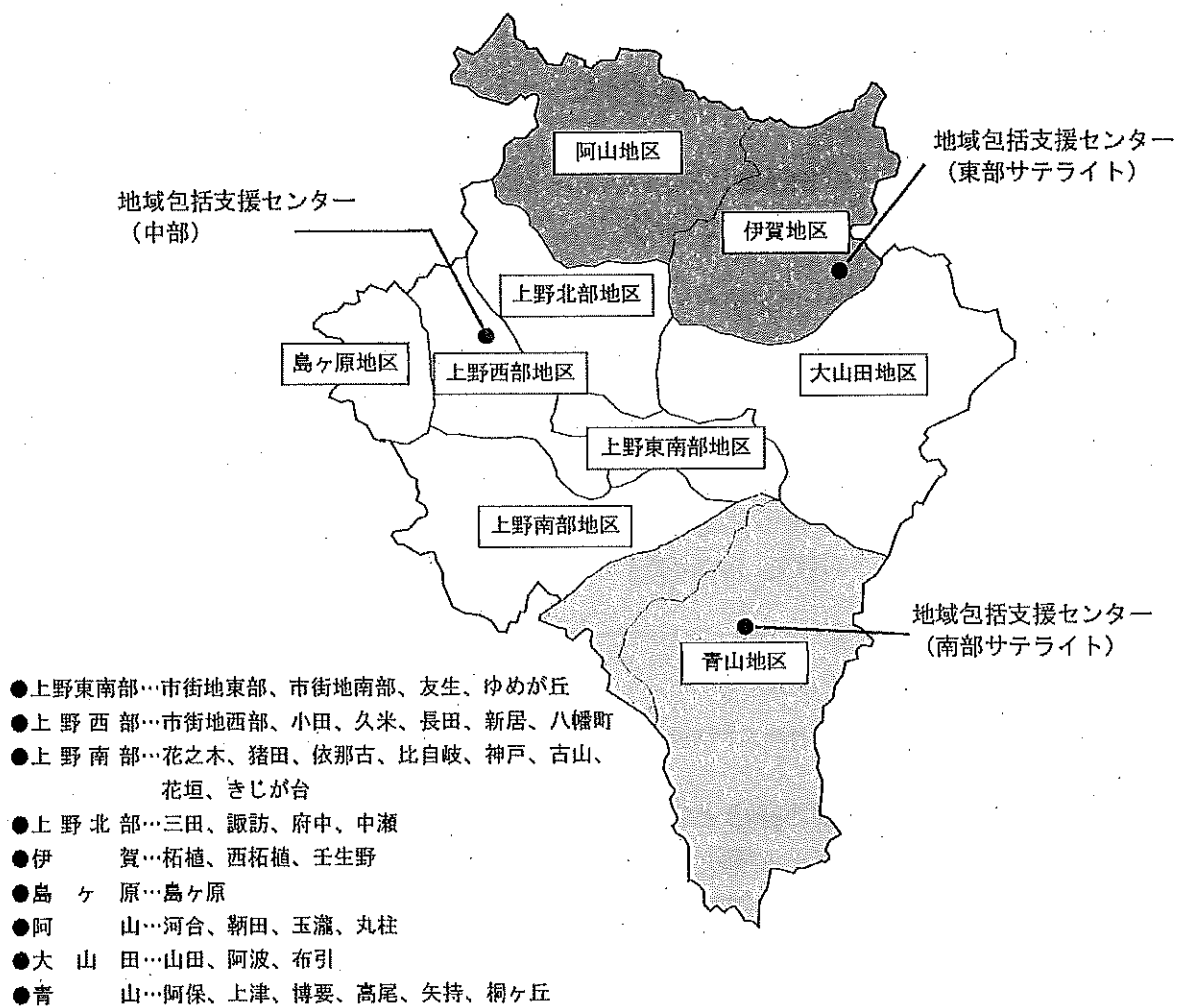 阿山地区
地域包括支援センター
（東部サテライト）
地域包括支援センター
（中部）
伊賀地区
上野北部地区
島ヶ原地区
上野西部地区
大山田地区
上野東南部地区
上野南部地区
地域包括支援センター
（南部サテライト）
青山地区
●上野東南部…市街地東部、市街地南部、友生、ゆめが丘
●上野西部…市街地西部、小田、久米、長田、新居、八幡町
●上野南部…花之木、猪田、依那古、比自岐、神戸、古山、
花垣、きじが台
●上野北部…三田、諏訪、府中、中瀬
●伊賀…柘植、西柘植、壬生野
●島ヶ原…島ヶ原
●阿山…河合、鞆田、玉瀧、丸柱
●大山田…山田、阿波、布引
●青山…阿保、上津、博要、高尾、矢持、桐ヶ丘